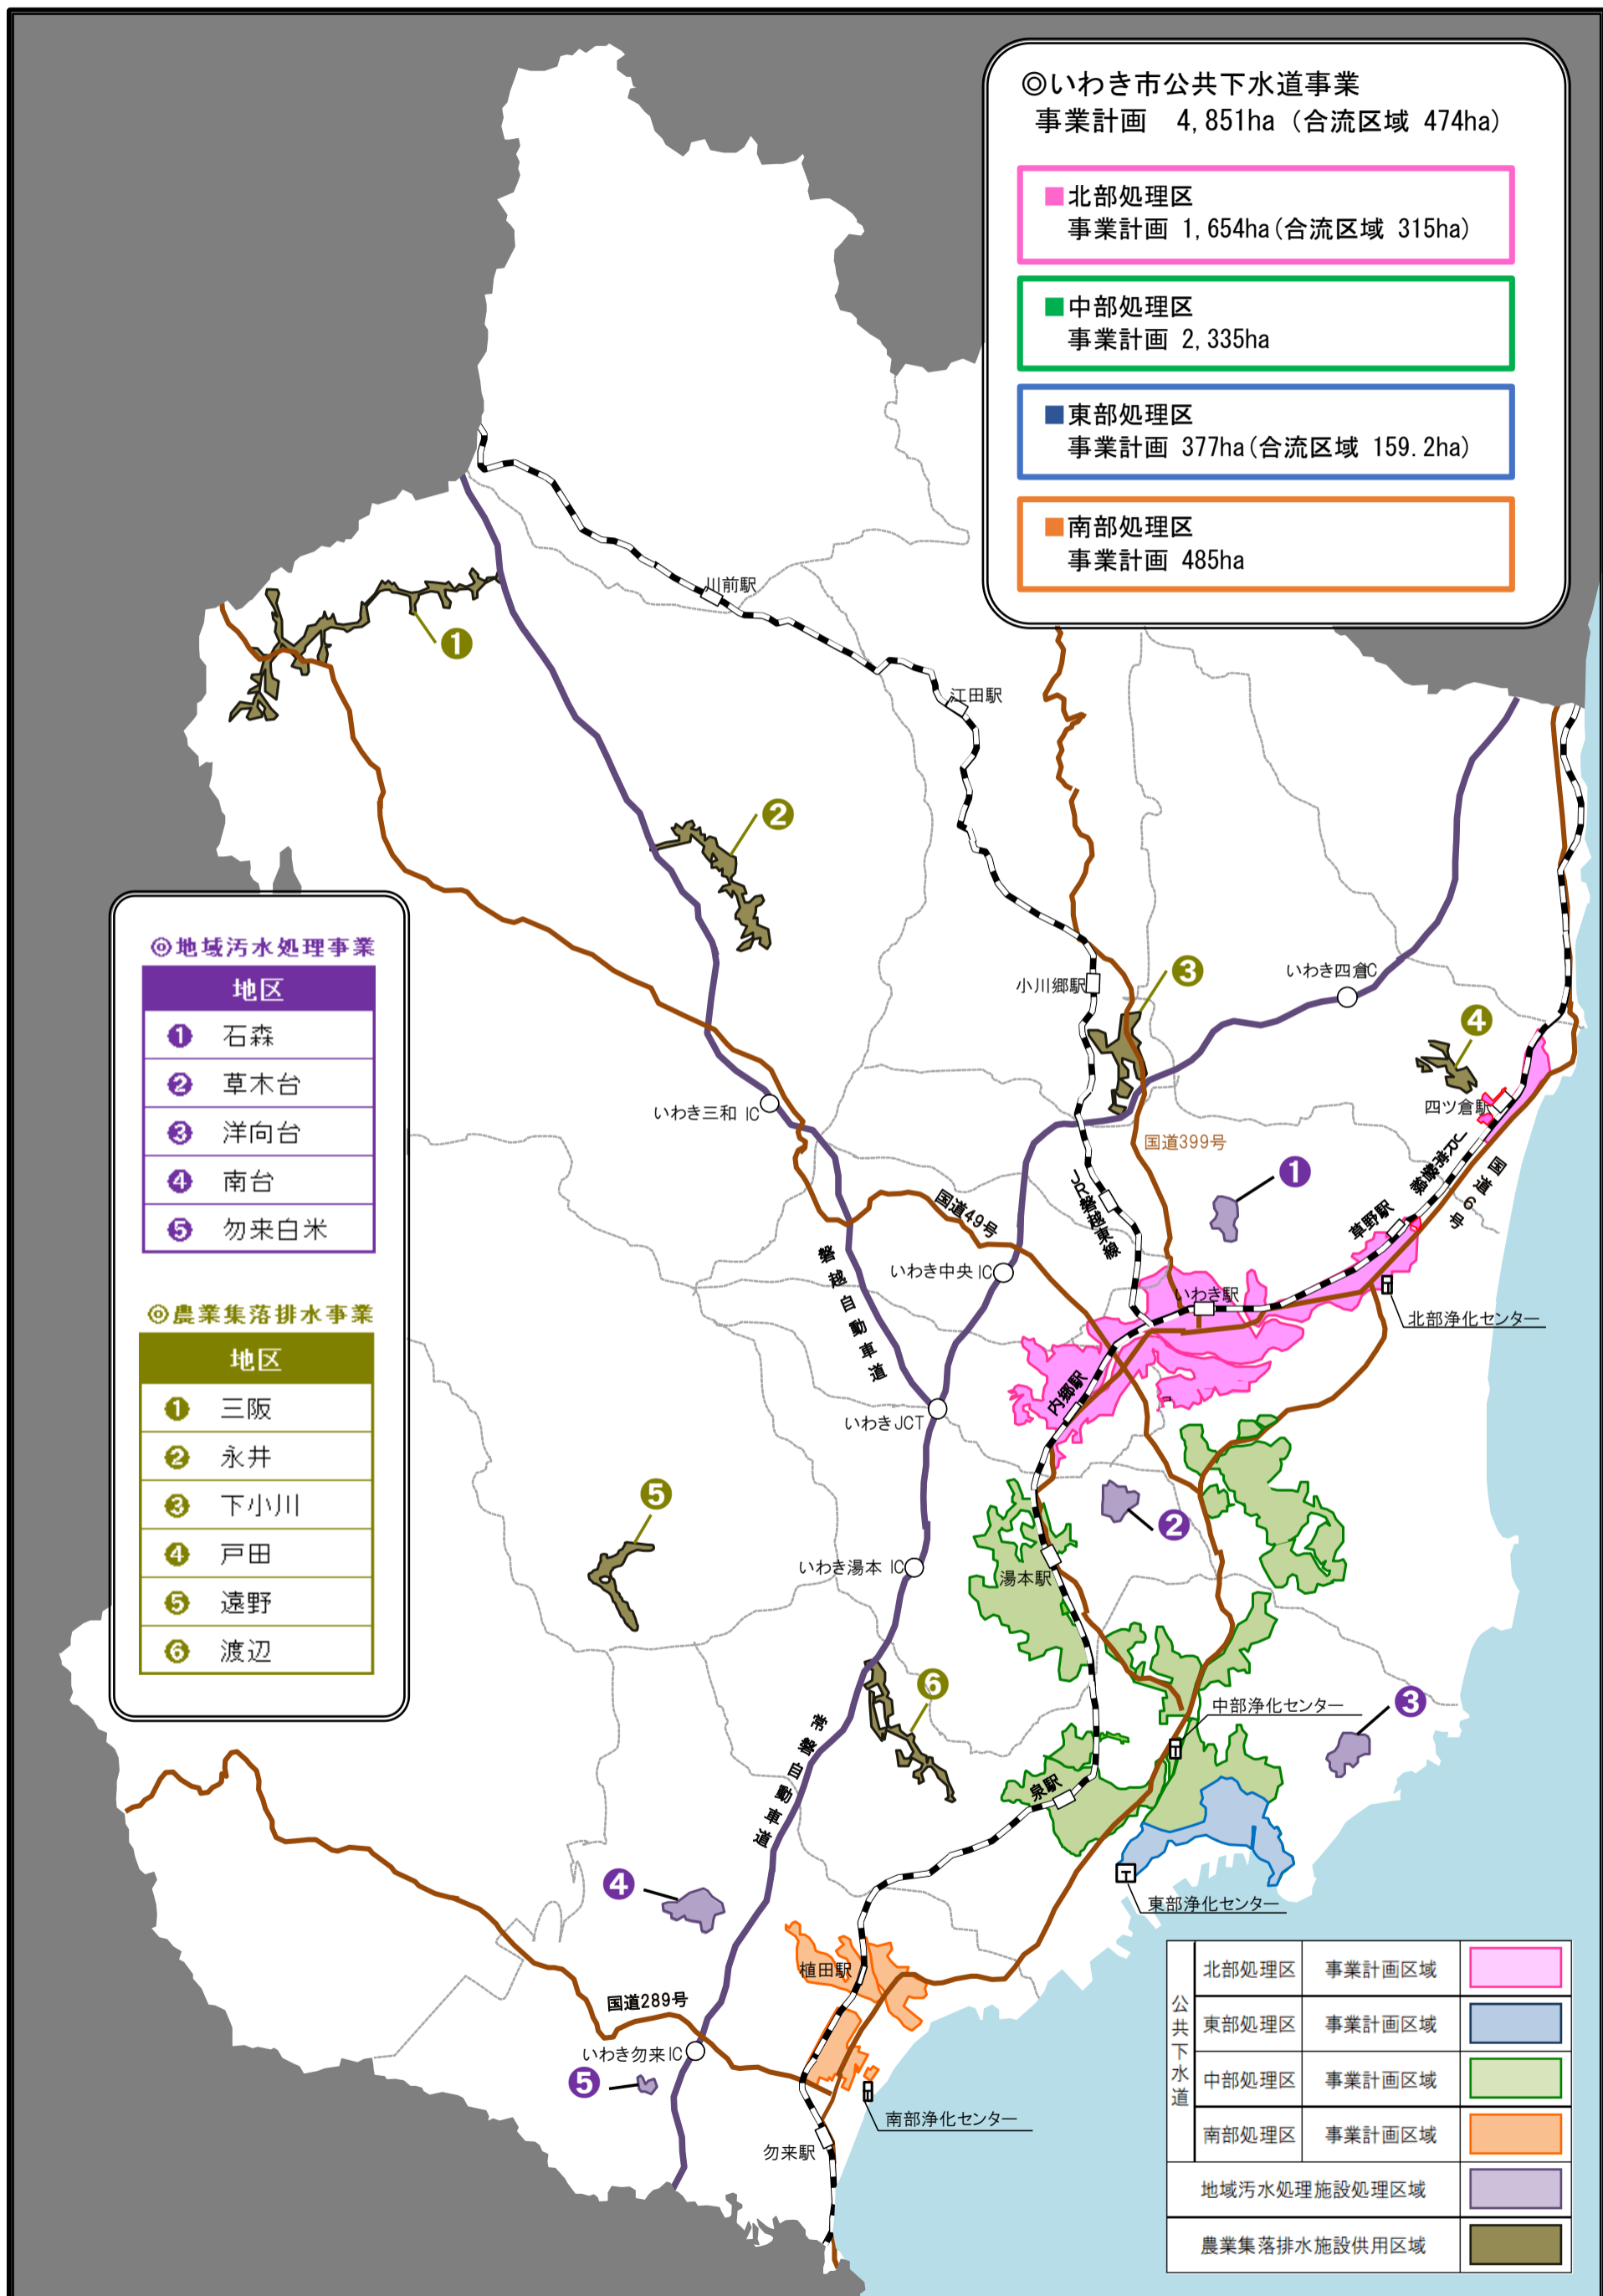 ◎いわき市公共下水道事業
事業計画 4,851ha（合流区域 474ha）
■北部処理区
事業計画 1,654ha(合流区域 315ha)
■中部処理区
事業計画 2,335ha
■東部処理区
事業計画 377ha(合流区域 159.2ha)
■南部処理区
事業計画 485ha
川前駅
❶
江田駅
❷
小川郷駅
❸
いわき四倉IC
❹
四ツ倉駅
いわき三和 IC
国道399号
JR常磐線
国道6号
❶
草野駅
JR磐越東線
国道49号
磐越自動車道
いわき中央 IC
いわき駅
北部浄化センター
内郷駅
いわきJCT
❺
❷
いわき湯本 IC
湯本駅
❻
中部浄化センター
❸
常磐自動車道
泉駅
❹
東部浄化センター
植田駅
国道289号
いわき勿来IC
❺
南部浄化センター
勿来駅
◎地域汚水処理事業
地区
❶ 石森
❷ 草木台
❸ 洋向台
❹ 南台
❺ 勿来白米
◎農業集落排水事業
地区
❶ 三阪
❷ 永井
❸ 下小川
❹ 戸田
❺ 遠野
❻ 渡辺
公共下水道
北部処理区 事業計画区域
東部処理区 事業計画区域
中部処理区 事業計画区域
南部処理区 事業計画区域
地域汚水処理施設処理区域
農業集落排水施設供用区域